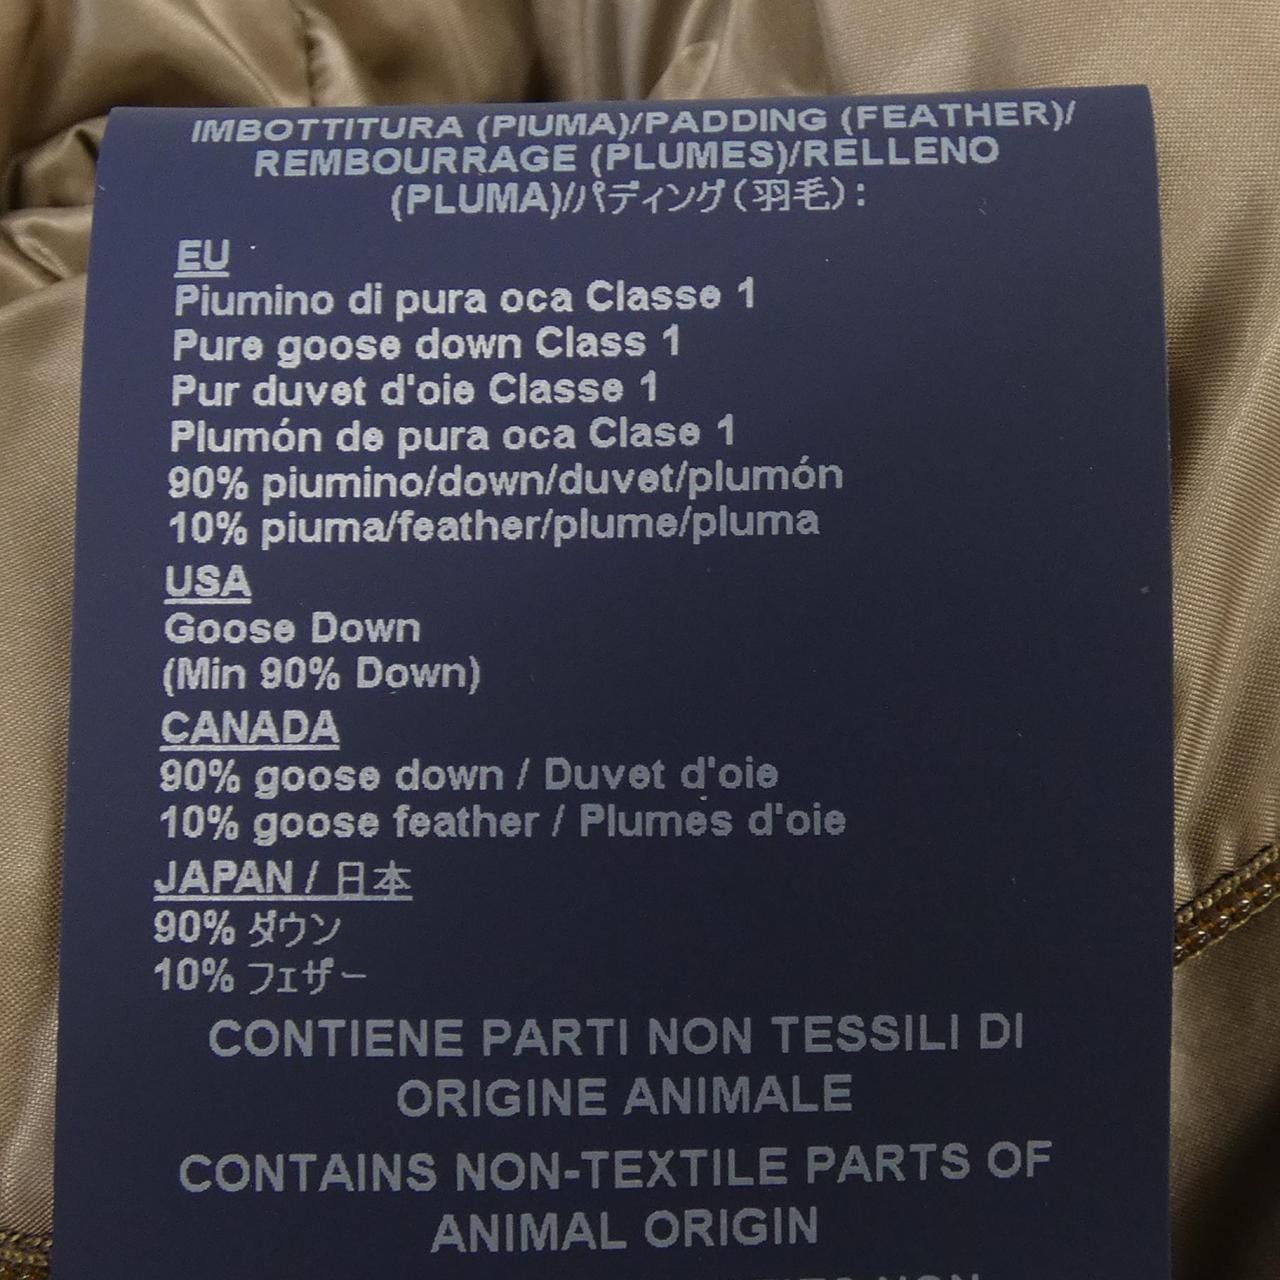 IMBOTTITURA (PIUMA)/PADDING (FEATHER)/
REMBOURRAGE (PLUMES)/RELLENO
(PLUMA)/パディング(羽毛):
EU
Piumino di pura oca Classe 1
Pure goose down Class 1
Pur duvet d'oie Classe 1
Plumón de pura oca Clase 1
90% piumino/down/duvet/plumón
10% piuma/feather/plume/pluma
USA
Goose Down
(Min 90% Down)
CANADA
90% goose down / Duvet d'oie
10% goose feather / Plumes d'oie
JAPAN / 日本
90% ダウン
10% フェザー
CONTIENE PARTI NON TESSILI DI
ORIGINE ANIMALE
CONTAINS NON-TEXTILE PARTS OF
ANIMAL ORIGIN
NON